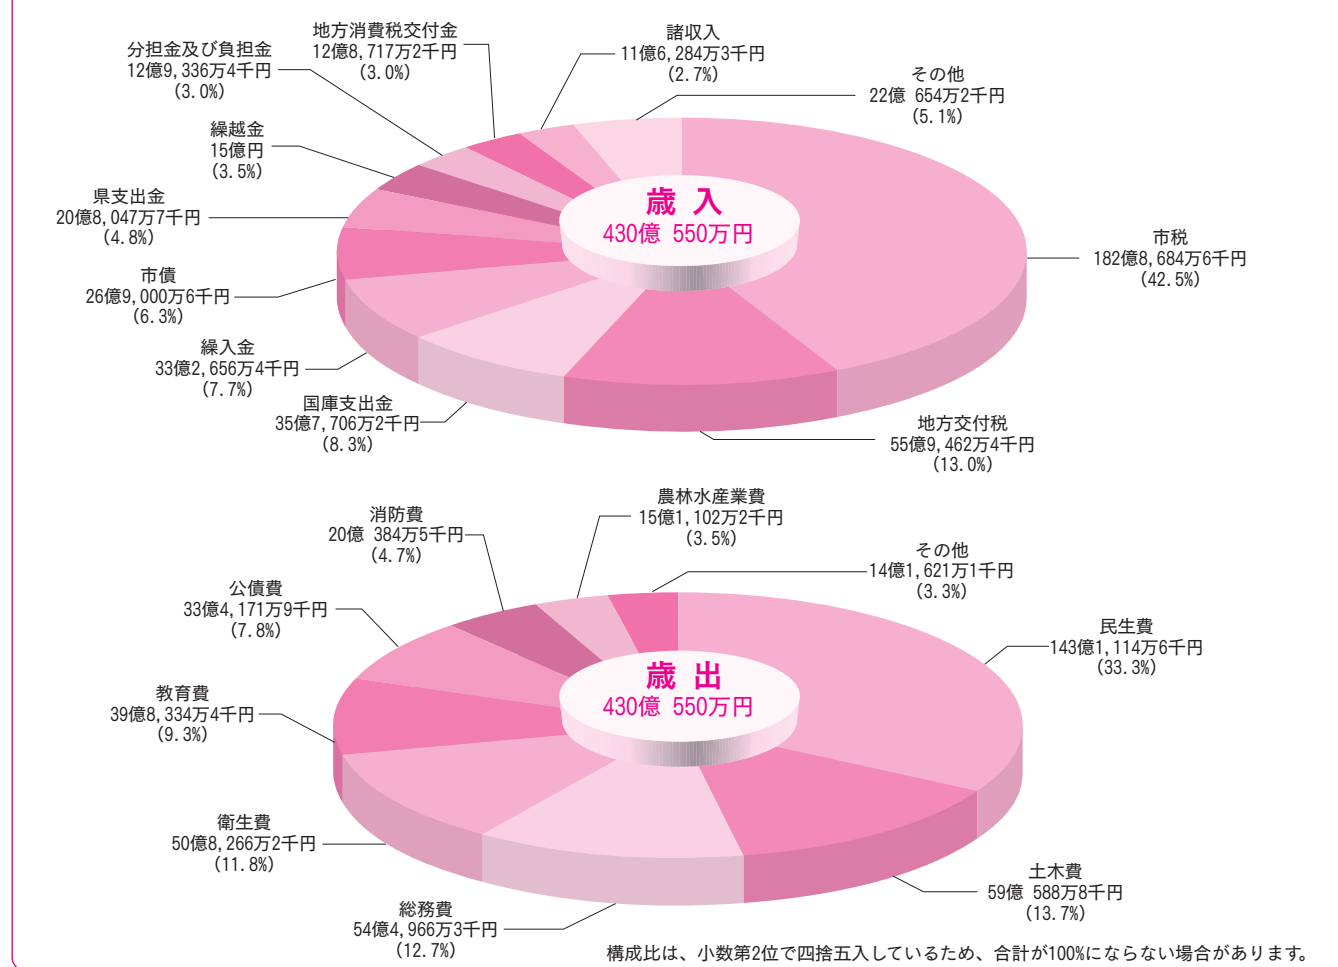 地方消費税交付金
12億8,717万2千円
(3.0%)
諸収入
11億6,284万3千円
(2.7%)
分担金及び負担金
12億9,336万4千円
(3.0%)
その他
22億 654万2千円
(5.1%)
繰越金
15億円
(3.5%)
県支出金
20億8,047万7千円
(4.8%)
歳 入
430億 550万円
市税
182億8,684万6千円
(42.5%)
市債
26億9,000万6千円
(6.3%)
繰入金
33億2,656万4千円
(7.7%)
国庫支出金
35億7,706万2千円
(8.3%)
地方交付税
55億9,462万4千円
(13.0%)
農林水産業費
15億1,102万2千円
(3.5%)
消防費
20億 384万5千円
(4.7%)
その他
14億1,621万1千円
(3.3%)
公債費
33億4,171万9千円
(7.8%)
民生費
143億1,114万6千円
(33.3%)
歳 出
430億 550万円
教育費
39億8,334万4千円
(9.3%)
衛生費
50億8,266万2千円
(11.8%)
土木費
59億 588万8千円
(13.7%)
総務費
54億4,966万3千円
(12.7%)
構成比は、小数第2位で四捨五入しているため、合計が100%にならない場合があります。